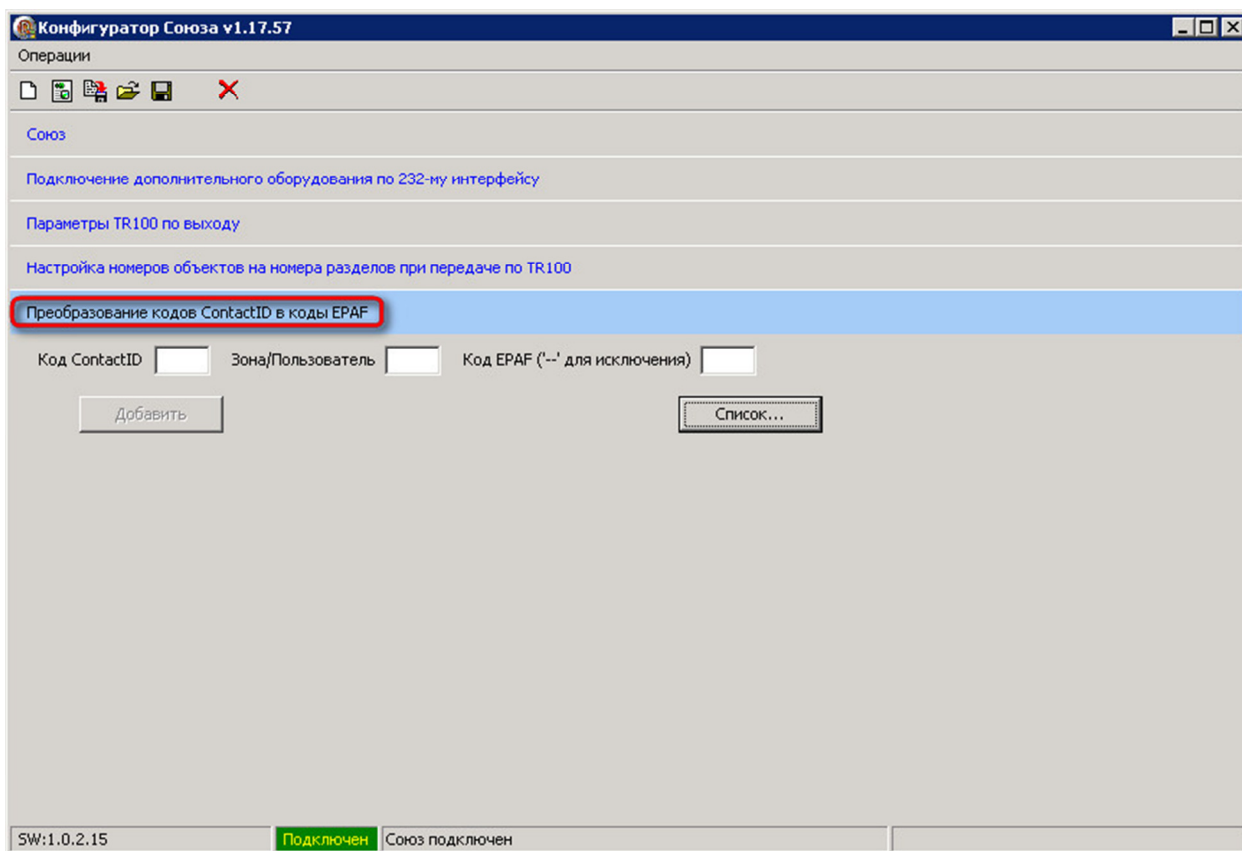 Конфигуратор Союза v1.17.57
Операции
Союз
Подключение дополнительного оборудования по 232-му интерфейсу
Параметры TR100 по выходу
Настройка номеров объектов на номера разделов при передаче по TR100
Преобразование кодов ContactID в коды EPAF
Код ContactID Зона/Пользователь Код EPAF ('--' для исключения)
Добавить Список...
SW:1.0.2.15 Подключен Союз подключен